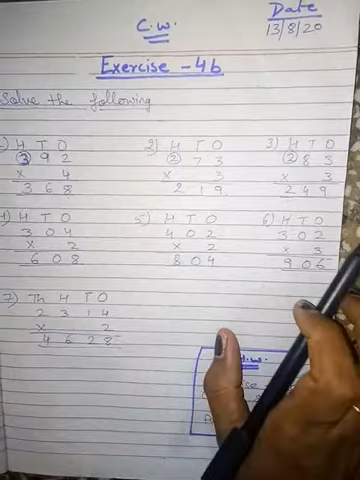 C.W.
Date
13/8/20
Exercise - 4b
Solve the following
1) H T O
③ 9 2
x 4
3 6 8
2) H T O
② 7 3
x 3
2 1 9
3) H T O
② 8 3
x 3
2 4 9
4) H T O
3 0 4
x 2
6 0 8
5) H T O
4 0 2
x 2
8 0 4
6) H T O
3 0 2
x 3
9 0 6
7) Th H T O
2 3 1 4
x 2
4 6 2 8